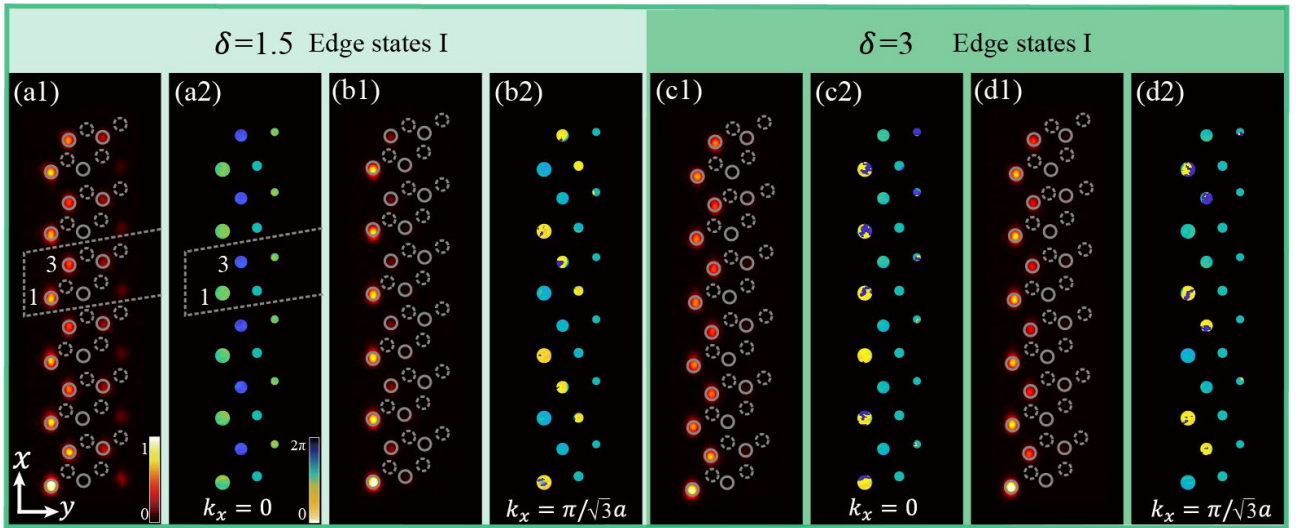 δ=1.5 Edge states I
δ=3 Edge states I
(a1)
(a2)
(b1)
(b2)
(c1)
(c2)
(d1)
(d2)
3
1
3
1
x
y
1
0
2π
0
k_x = 0
k_x = π/√3a
k_x = 0
k_x = π/√3a